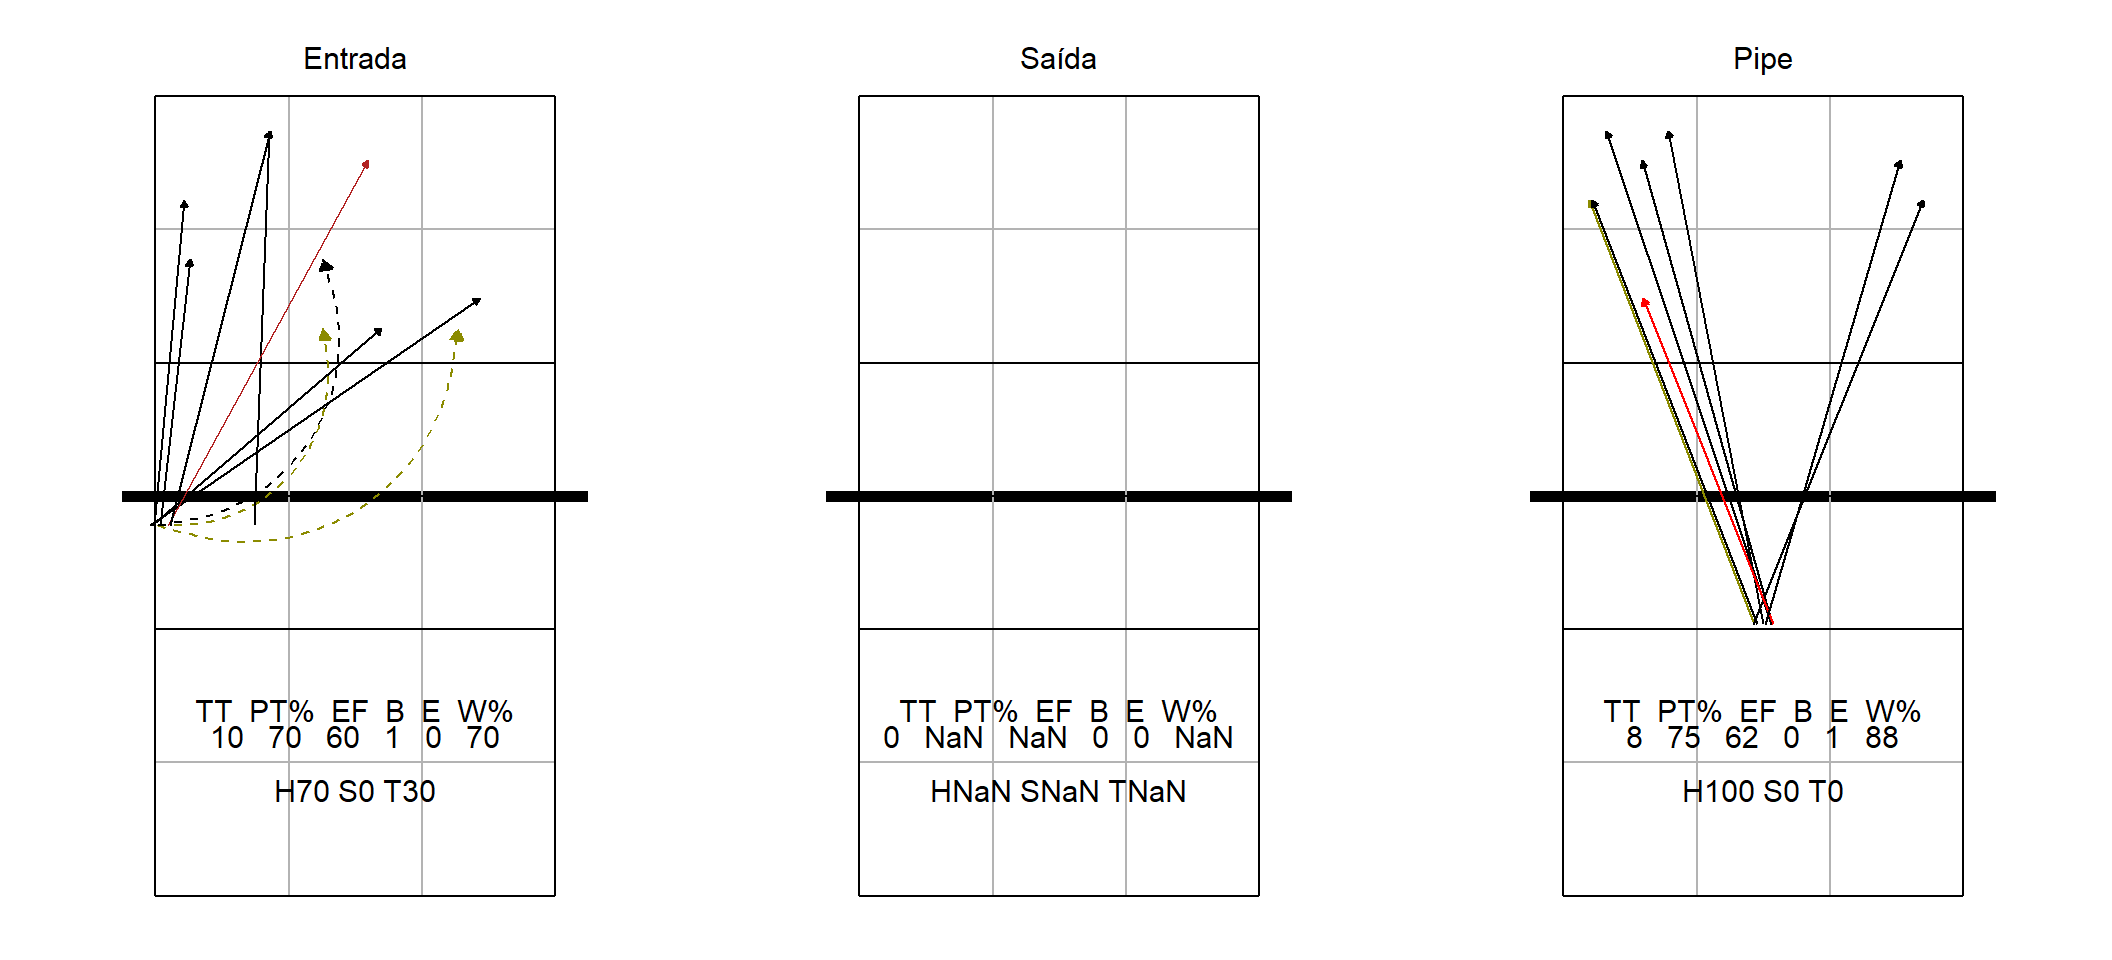 Entrada
TT PT% EF B E W%
10 70 60 1 0 70
H70 S0 T30
Saída
TT PT% EF B E W%
0 NaN NaN 0 0 NaN
HNaN SNaN TNaN
Pipe
TT PT% EF B E W%
8 75 62 0 1 88
H100 S0 T0